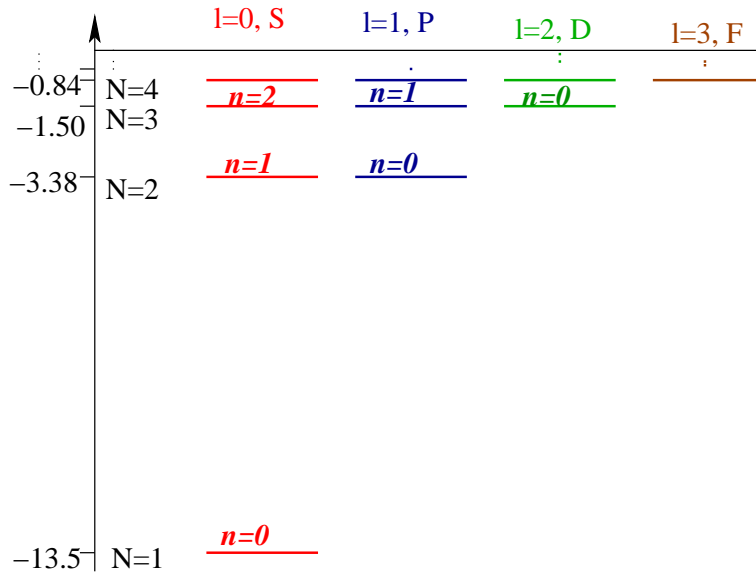 l=0, S l=1, P l=2, D l=3, F
−0.84 N=4
n=2 n=1 n=0
−1.50 N=3
n=1 n=0
−3.38 N=2
n=0
−13.5 N=1